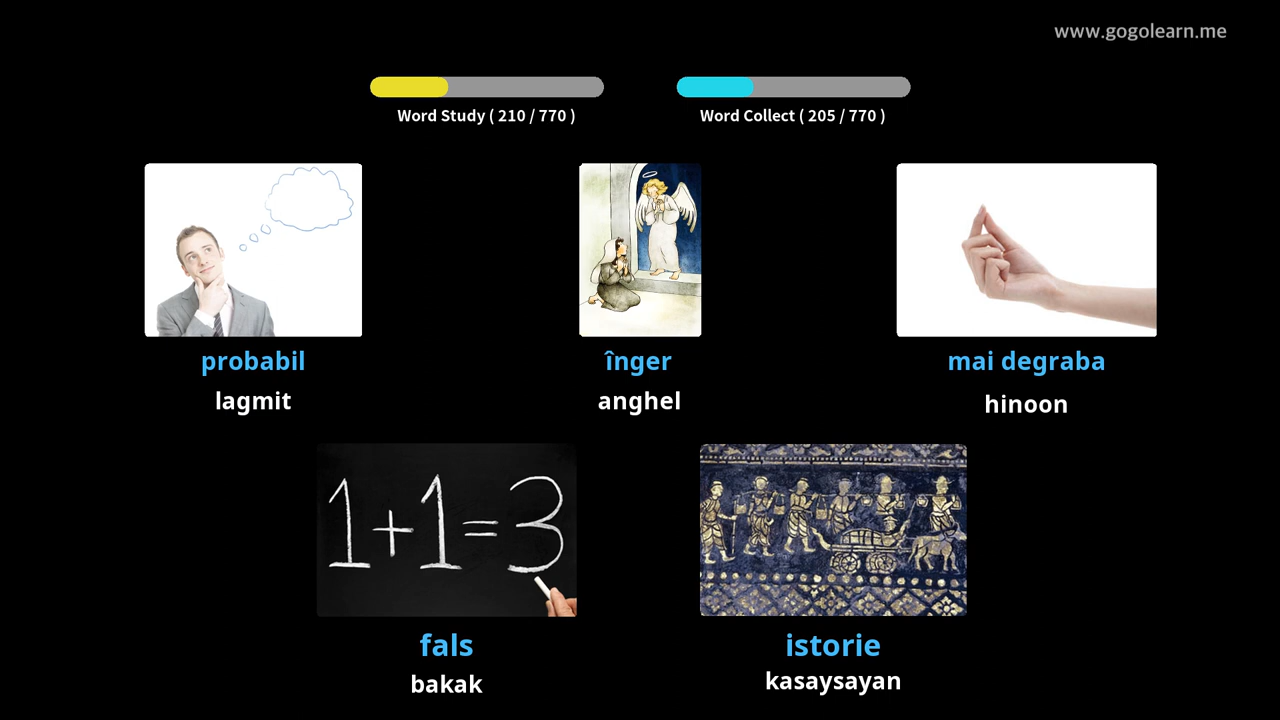 www.gogolearn.me
Word Study ( 210 / 770 )
Word Collect ( 205 / 770 )
probabil
lagmit
înger
anghel
mai degraba
hinoon
1+1=3
fals
bakak
istorie
kasaysayan